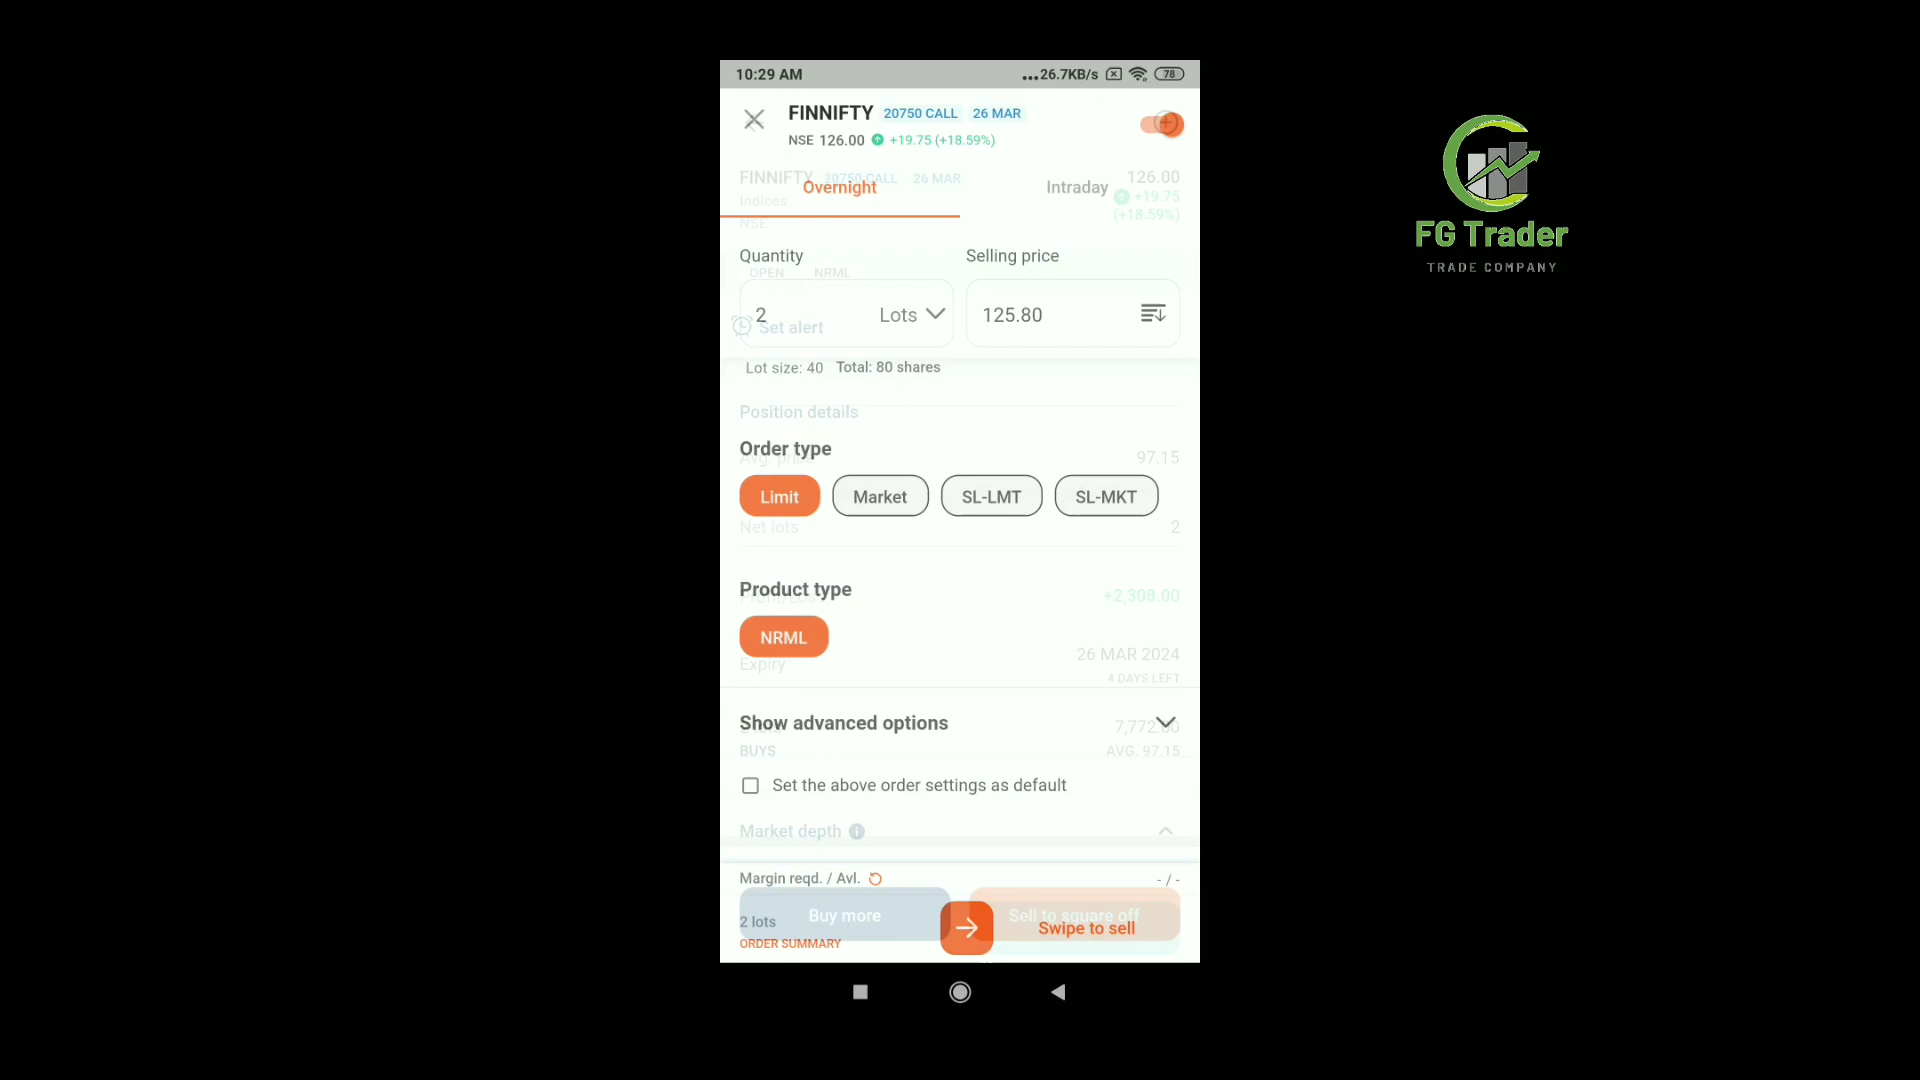 10:29 AM
...26.7KB/s
78
FINNIFTY 20750 CALL 26 MAR
NSE 126.00 +19.75 (+18.59%)
FINNIFTY 20750 CALL 26 MAR 126.00
Overnight Intraday
Indices +19.75
(+18.59%)
NSE
Quantity Selling price
OPEN NRML
2 Lots 125.80
Set alert
Lot size: 40 Total: 80 shares
Position details
Order type
Avg. price 97.15
Limit Market SL-LMT SL-MKT
Net lots 2
Product type
+2,308.00
NRML
Expiry 26 MAR 2024
4 DAYS LEFT
Show advanced options
7,772.00
BUYS AVG. 97.15
Set the above order settings as default
Market depth
Margin reqd. / Avl. - / -
Buy more Sell to square off
2 lots
Swipe to sell
ORDER SUMMARY
FG Trader
TRADE COMPANY